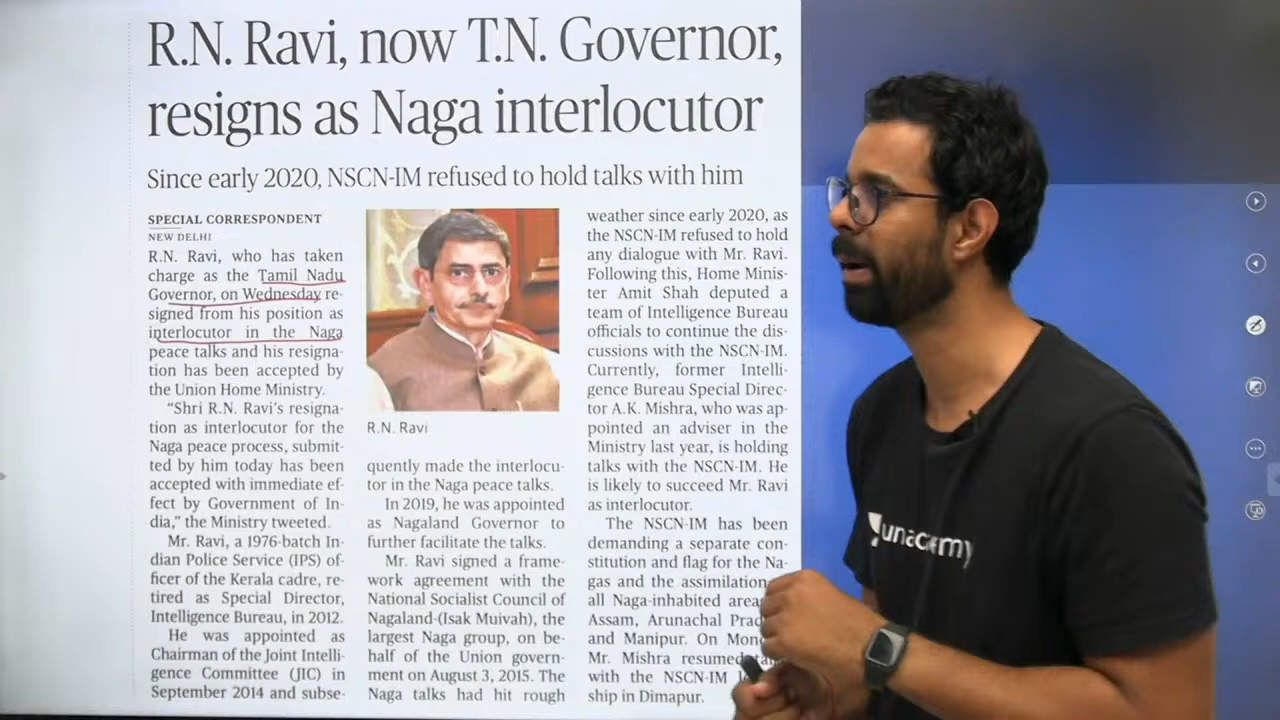 R.N. Ravi, now T.N. Governor,
resigns as Naga interlocutor
Since early 2020, NSCN-IM refused to hold talks with him
SPECIAL CORRESPONDENT
NEW DELHI
R.N. Ravi, who has taken
charge as the Tamil Nadu
Governor, on Wednesday re-
signed from his position as
interlocutor in the Naga
peace talks and his resigna-
tion has been accepted by
the Union Home Ministry.
“Shri R.N. Ravi’s resigna-
tion as interlocutor for the
Naga peace process, submit-
ted by him today has been
accepted with immediate ef-
fect by Government of In-
dia,” the Ministry tweeted.
Mr. Ravi, a 1976-batch In-
dian Police Service (IPS) of-
ficer of the Kerala cadre, re-
tired as Special Director,
Intelligence Bureau, in 2012.
He was appointed as
Chairman of the Joint Intelli-
gence Committee (JIC) in
September 2014 and subse-
R.N. Ravi
quently made the interlocu-
tor in the Naga peace talks.
In 2019, he was appointed
as Nagaland Governor to
further facilitate the talks.
Mr. Ravi signed a frame-
work agreement with the
National Socialist Council of
Nagaland-(Isak Muivah), the
largest Naga group, on be-
half of the Union govern-
ment on August 3, 2015. The
Naga talks had hit rough
weather since early 2020, as
the NSCN-IM refused to hold
any dialogue with Mr. Ravi.
Following this, Home Minis-
ter Amit Shah deputed a
team of Intelligence Bureau
officials to continue the dis-
cussions with the NSCN-IM.
Currently, former Intelli-
gence Bureau Special Direc-
tor A.K. Mishra, who was ap-
pointed an adviser in the
Ministry last year, is holding
talks with the NSCN-IM. He
is likely to succeed Mr. Ravi
as interlocutor.
The NSCN-IM has been
demanding a separate con-
stitution and flag for the Na-
gas and the assimilation
all Naga-inhabited
Assam, Arunachal
and Manipur. On
Mr. Mishra resumed
with the NSCN-IM
ship in Dimapur.
unacademy